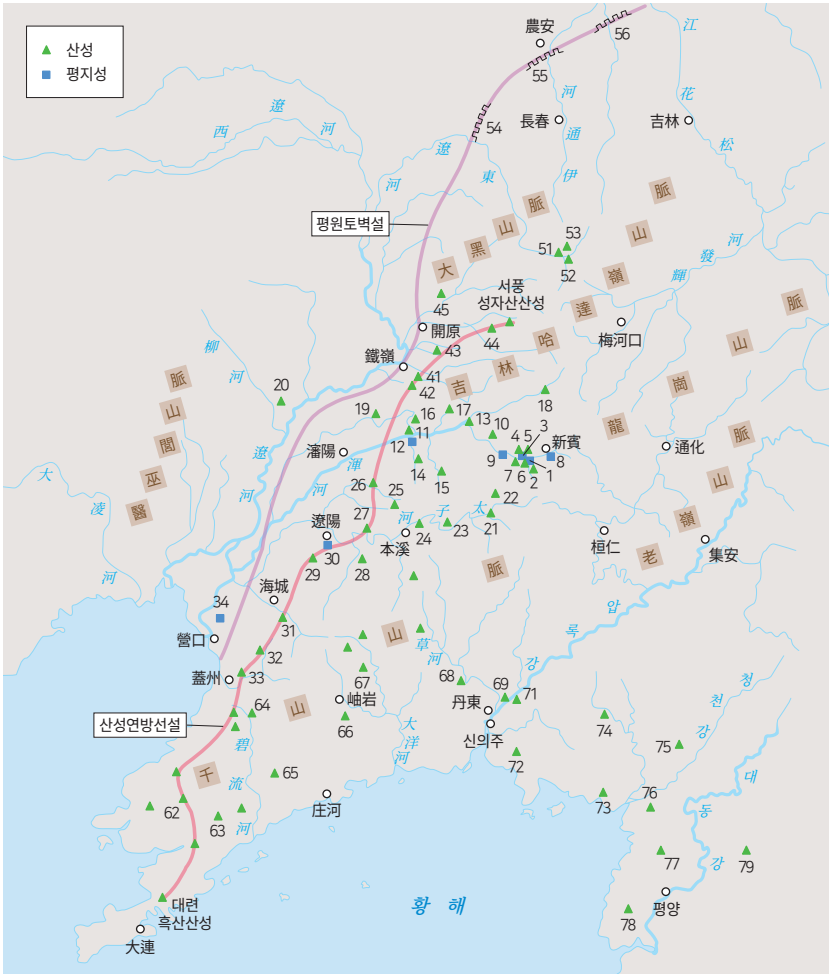 산성
평지성
農安
56
55
54
江
花
松
河
通
伊
長春
吉林
遼
河
西
遼
河
東
평원토벽설
大
黑
山
脈
吉
林
哈
達
嶺
山
脈
輝
發
河
53
51
52
45
서풍
성자산산성
開原
44
43
梅河口
鐵嶺
41
42
柳
河
20
19
16
17
13
10
18
12
11
14
15
4
5
3
新賓
9
7
6
2
1
8
龍
崗
山
脈
通化
脈
山
閭
巫
醫
遼
河
瀋陽
渾
河
26
25
22
大
凌
河
太
子
河
27
24
23
21
遼陽
30
本溪
29
28
桓仁
老
嶺
山
脈
集安
海城
31
34
營口
32
33
蓋州
千
山
山
脈
草
河
압
록
강
68
69
71
丹東
신의주
67
岫岩
66
64
산성연방선설
碧
流
河
大
洋
河
65
62
63
庄河
72
74
73
청
천
강
75
76
대
동
강
77
79
78
평양
황 해
대련
흑산산성
大連